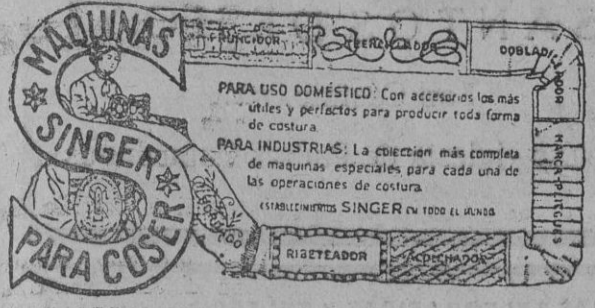 MAQUINAS
SINGER
PARA COSER
FRUNCIDOR
DOBLADILLADOR
MARCA-PLIEGUES
PARA USO DOMÉSTICO: Con accesorios los más
útiles y perfectos para producir toda forma
de costura
PARA INDUSTRIAS: La colección más completa
de maquinas especiales para cada una de
las operaciones de costura
ESTABLECIMIENTOS SINGER EN TODO EL MUNDO
RIBETEADOR
ACOLCHADOR